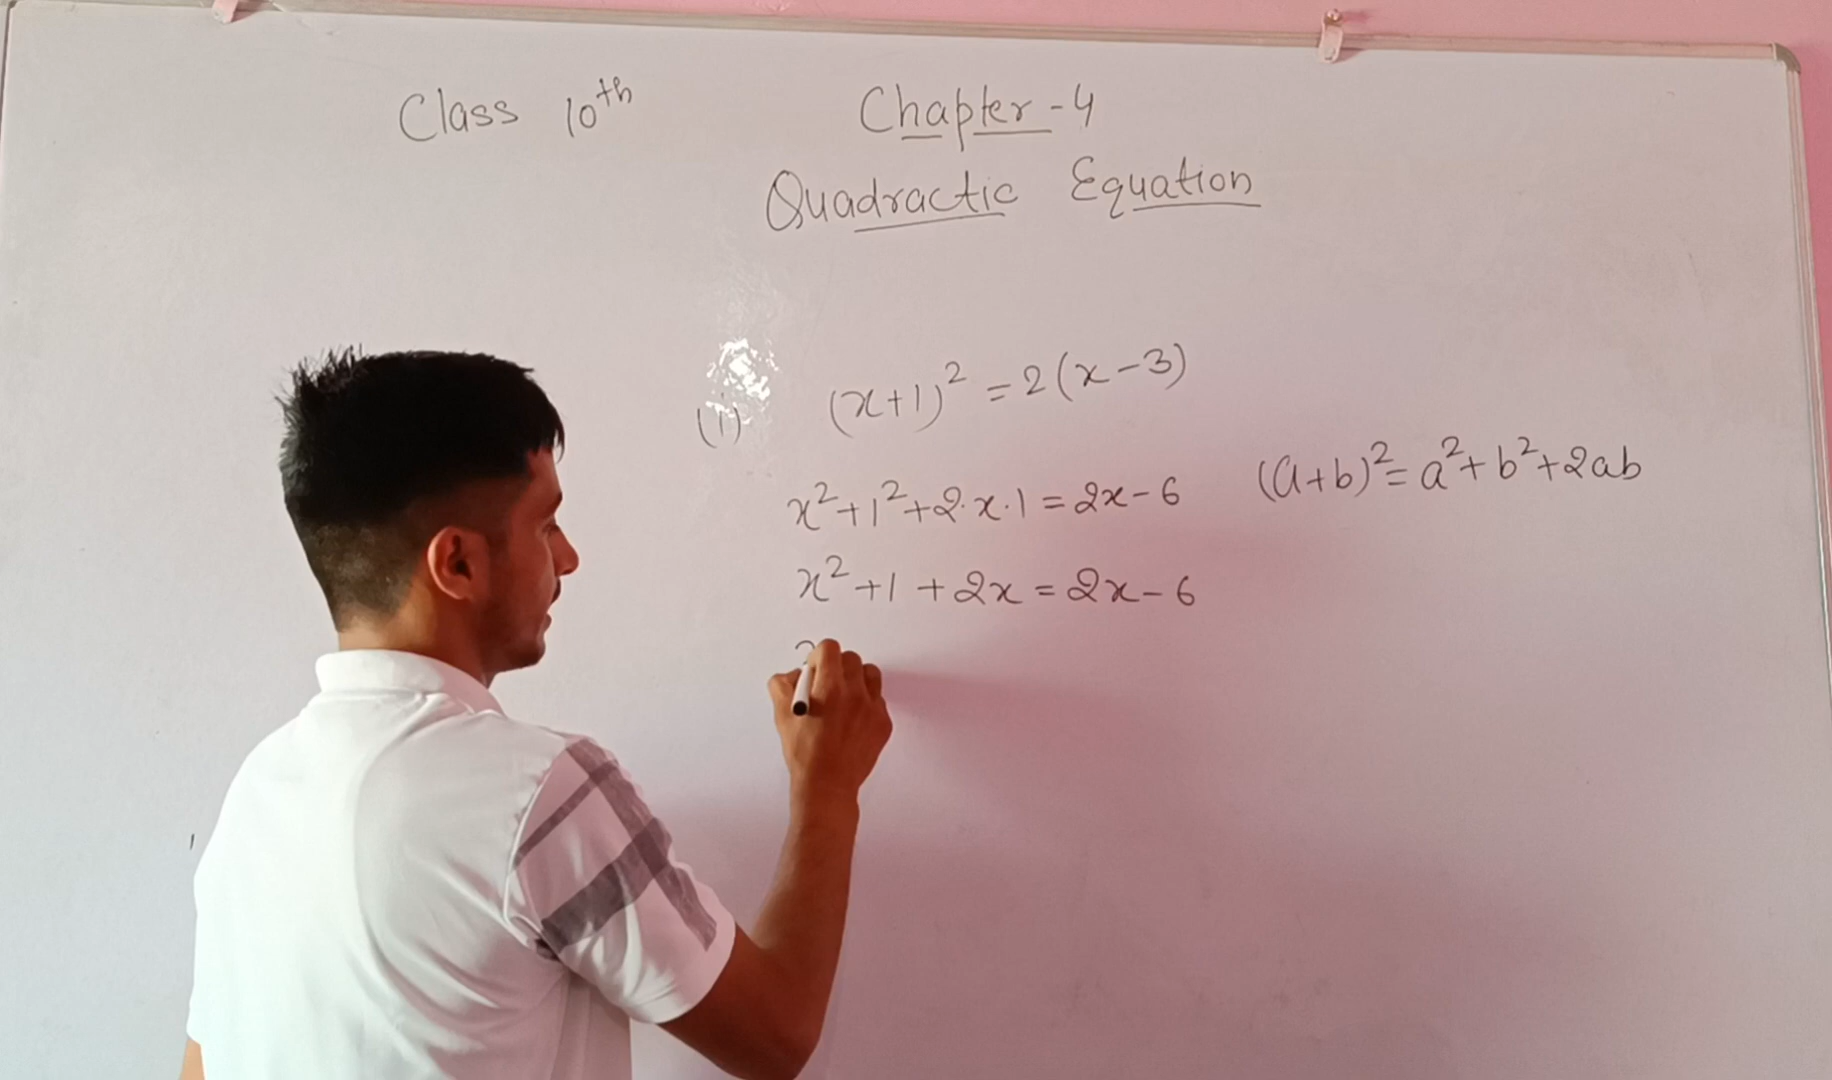 Class 10th
Chapter - 4
Quadractic Equation
(i) (x+1)² = 2(x-3)
x²+1²+2·x·1 = 2x-6
(a+b)² = a²+b²+2ab
x²+1+2x = 2x-6